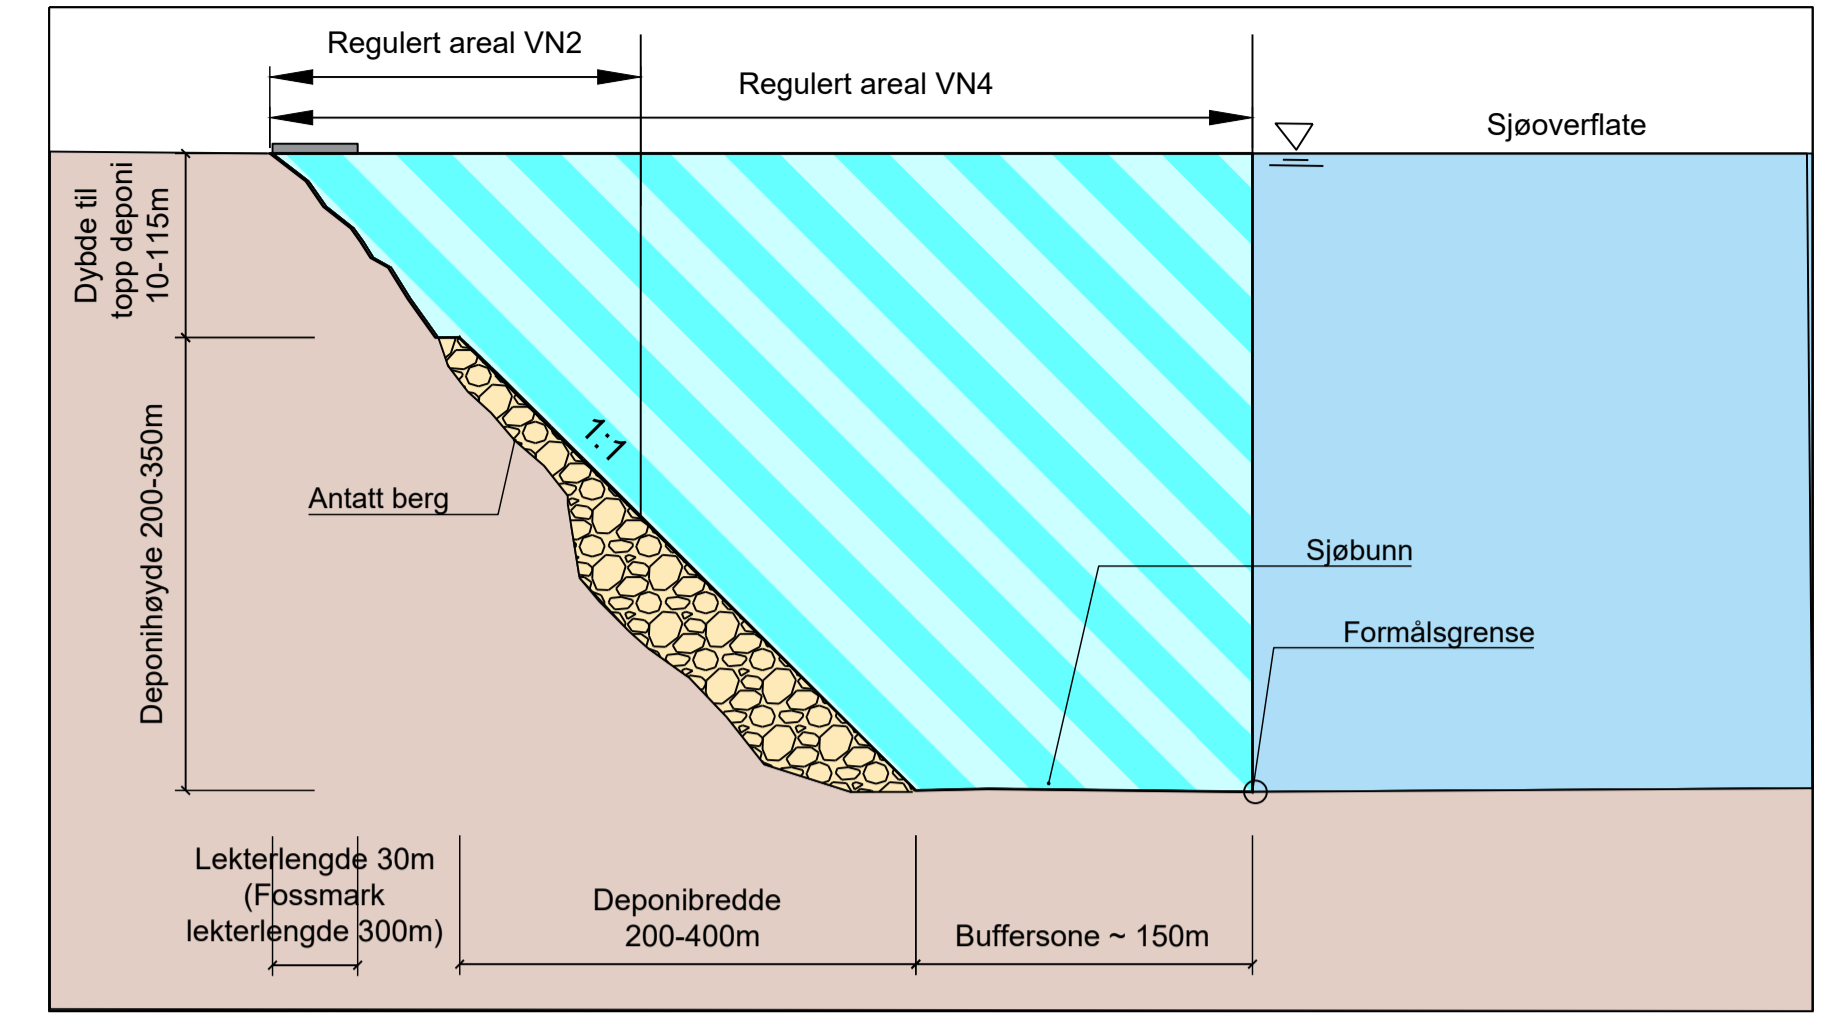 Regulert areal VN2
Regulert areal VN4
Sjøoverflate
Dybde til
topp deponi
10-115m
1:1
Antatt berg
Deponihøyde 200-350m
Sjøbunn
Formålsgrense
Lekterlengde 30m
(Fossmark
lekterlengde 300m)
Deponibredde
200-400m
Buffersone ~ 150m